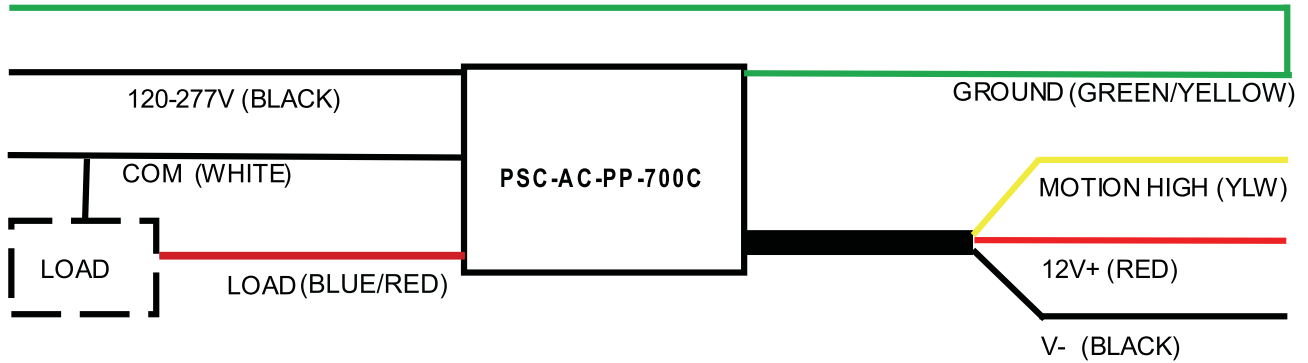 120-277V (BLACK)
GROUND (GREEN/YELLOW)
COM (WHITE)
PSC-AC-PP-700C
MOTION HIGH (YLW)
LOAD
LOAD (BLUE/RED)
12V+ (RED)
V- (BLACK)